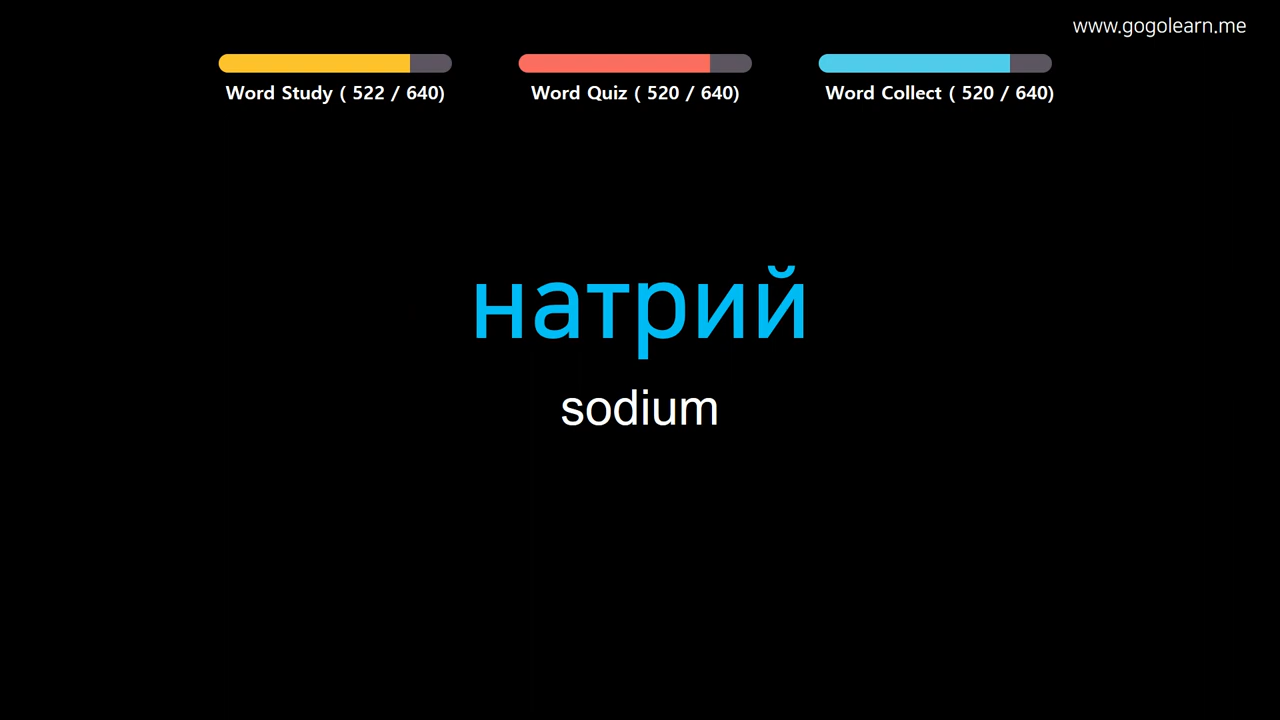 www.gogolearn.me
Word Study ( 522 / 640)
Word Quiz ( 520 / 640)
Word Collect ( 520 / 640)
натрий
sodium